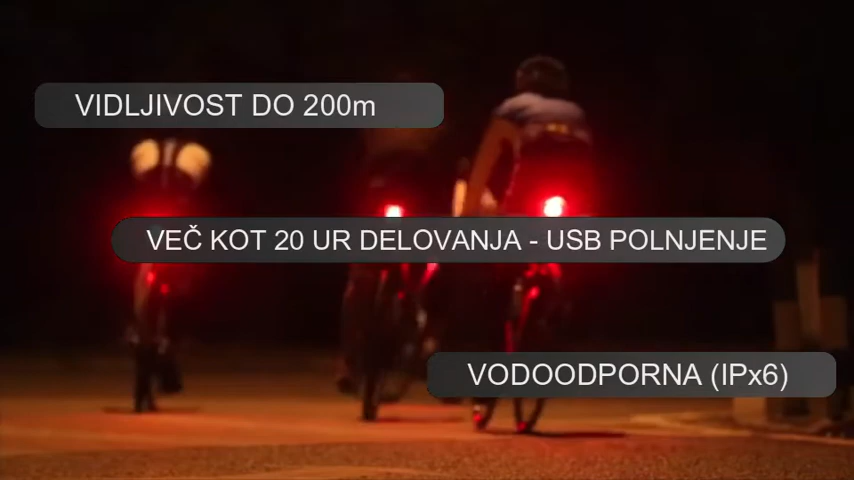 VIDLJIVOST DO 200m
VEČ KOT 20 UR DELOVANJA - USB POLNJENJE
VODOODPORNA (IPx6)